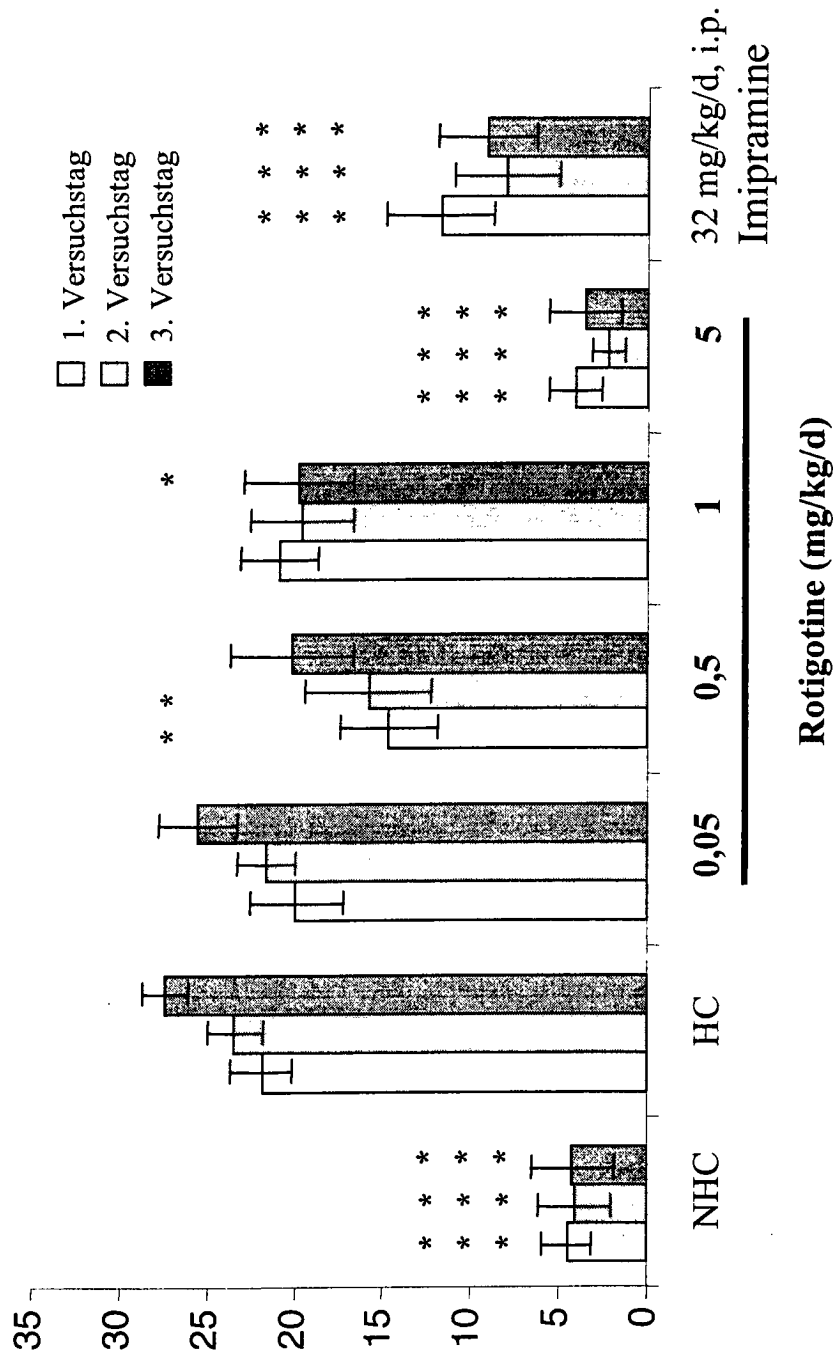 1. Versuchstag
2. Versuchstag
3. Versuchstag
35
30
25
20
15
10
5
0
* * *
* * *
* * *
* *
*
* * *
* * *
* * *
* * *
* * *
* * *
NHC HC 0,05 0,5 1 5 32 mg/kg/d, i.p.
Imipramine
Rotigotine (mg/kg/d)